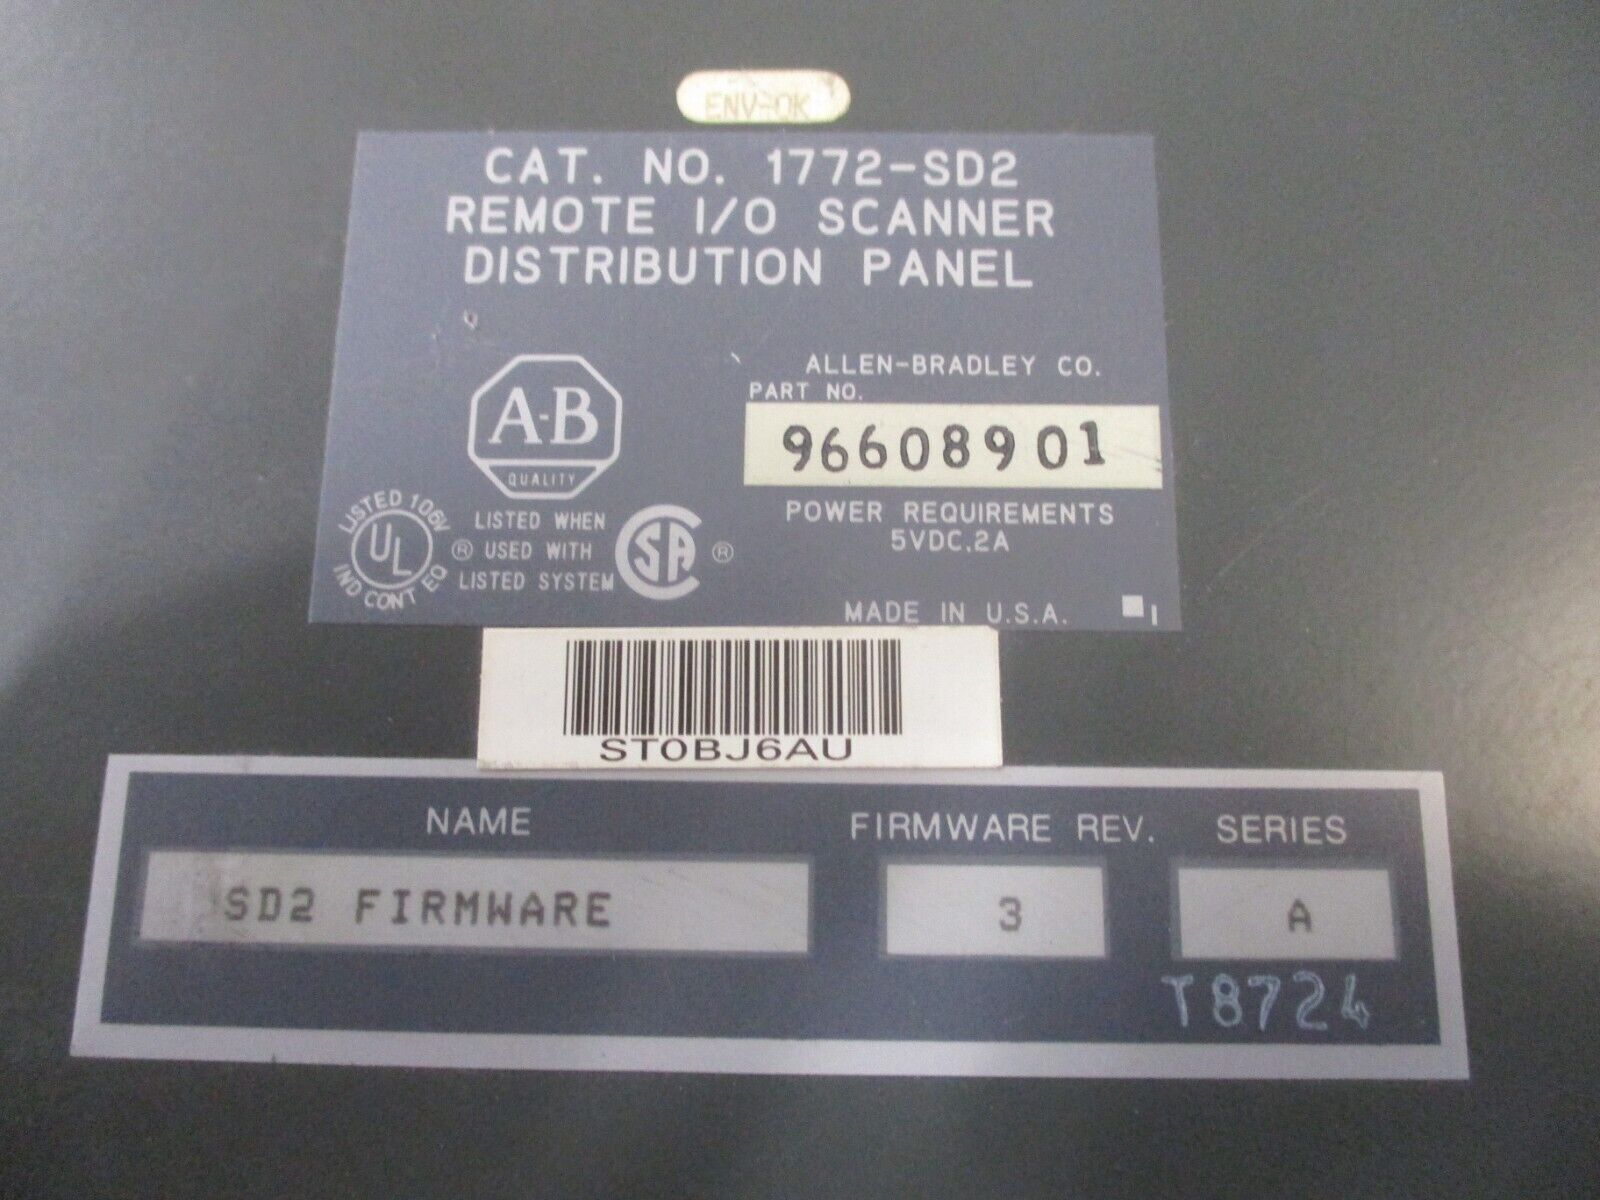 ENV-OK
CAT. NO. 1772-SD2
REMOTE I/O SCANNER
DISTRIBUTION PANEL
ALLEN-BRADLEY CO.
PART NO.
96608901
A-B
QUALITY
POWER REQUIREMENTS
5VDC.2A
LISTED 106W
UL
IND CONT EQ
®
LISTED WHEN
USED WITH
LISTED SYSTEM
SA
®
MADE IN U.S.A.
ST0BJ6AU
NAME FIRMWARE REV. SERIES
SD2 FIRMWARE 3 A
T8724